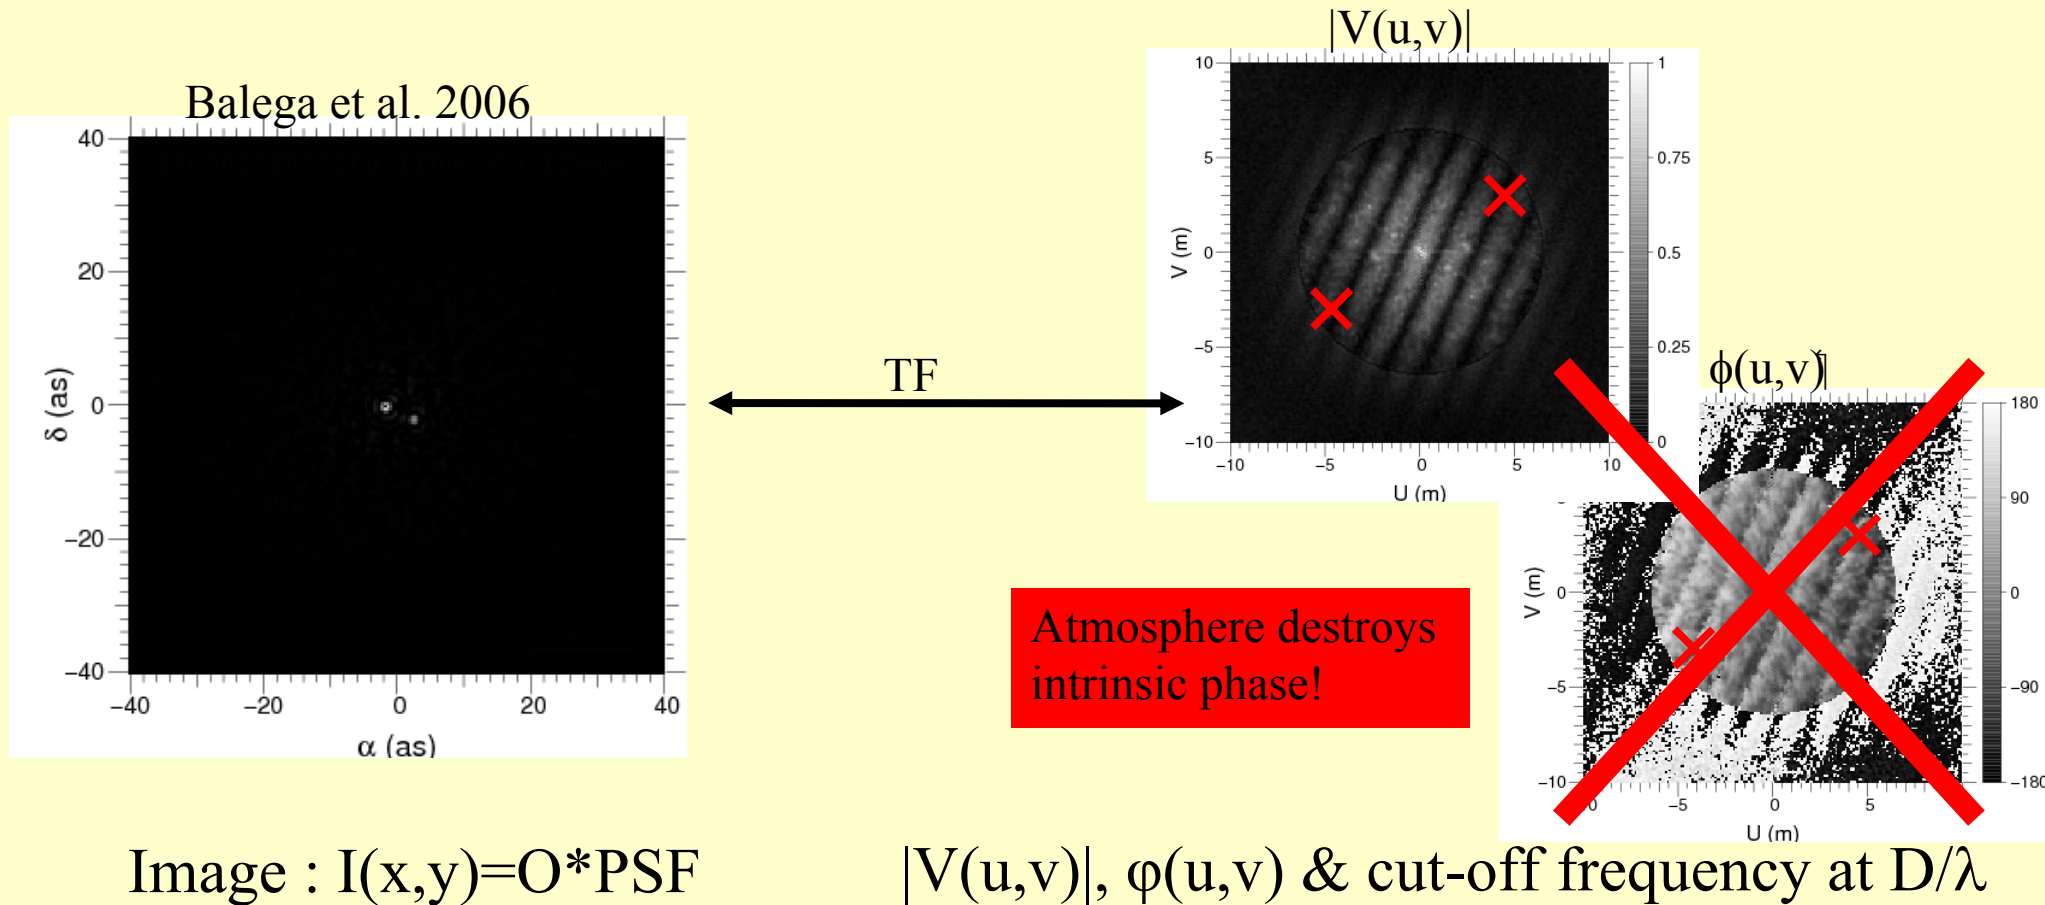 |V(u,v)|
Balega et al. 2006
40
20
0
−20
−40
−40 −20 0 20 40
δ (as)
α (as)
TF
10
5
0
−5
−10
−10 −5 0 5 10
V (m)
U (m)
1
0.75
0.5
0.25
0
ϕ(u,v)
0
−5
−10
−5 0 5
V (m)
U (m)
180
90
0
−90
−180
Atmosphere destroys
intrinsic phase!
Image : I(x,y)=O*PSF
|V(u,v)|, φ(u,v) & cut-off frequency at D/λ